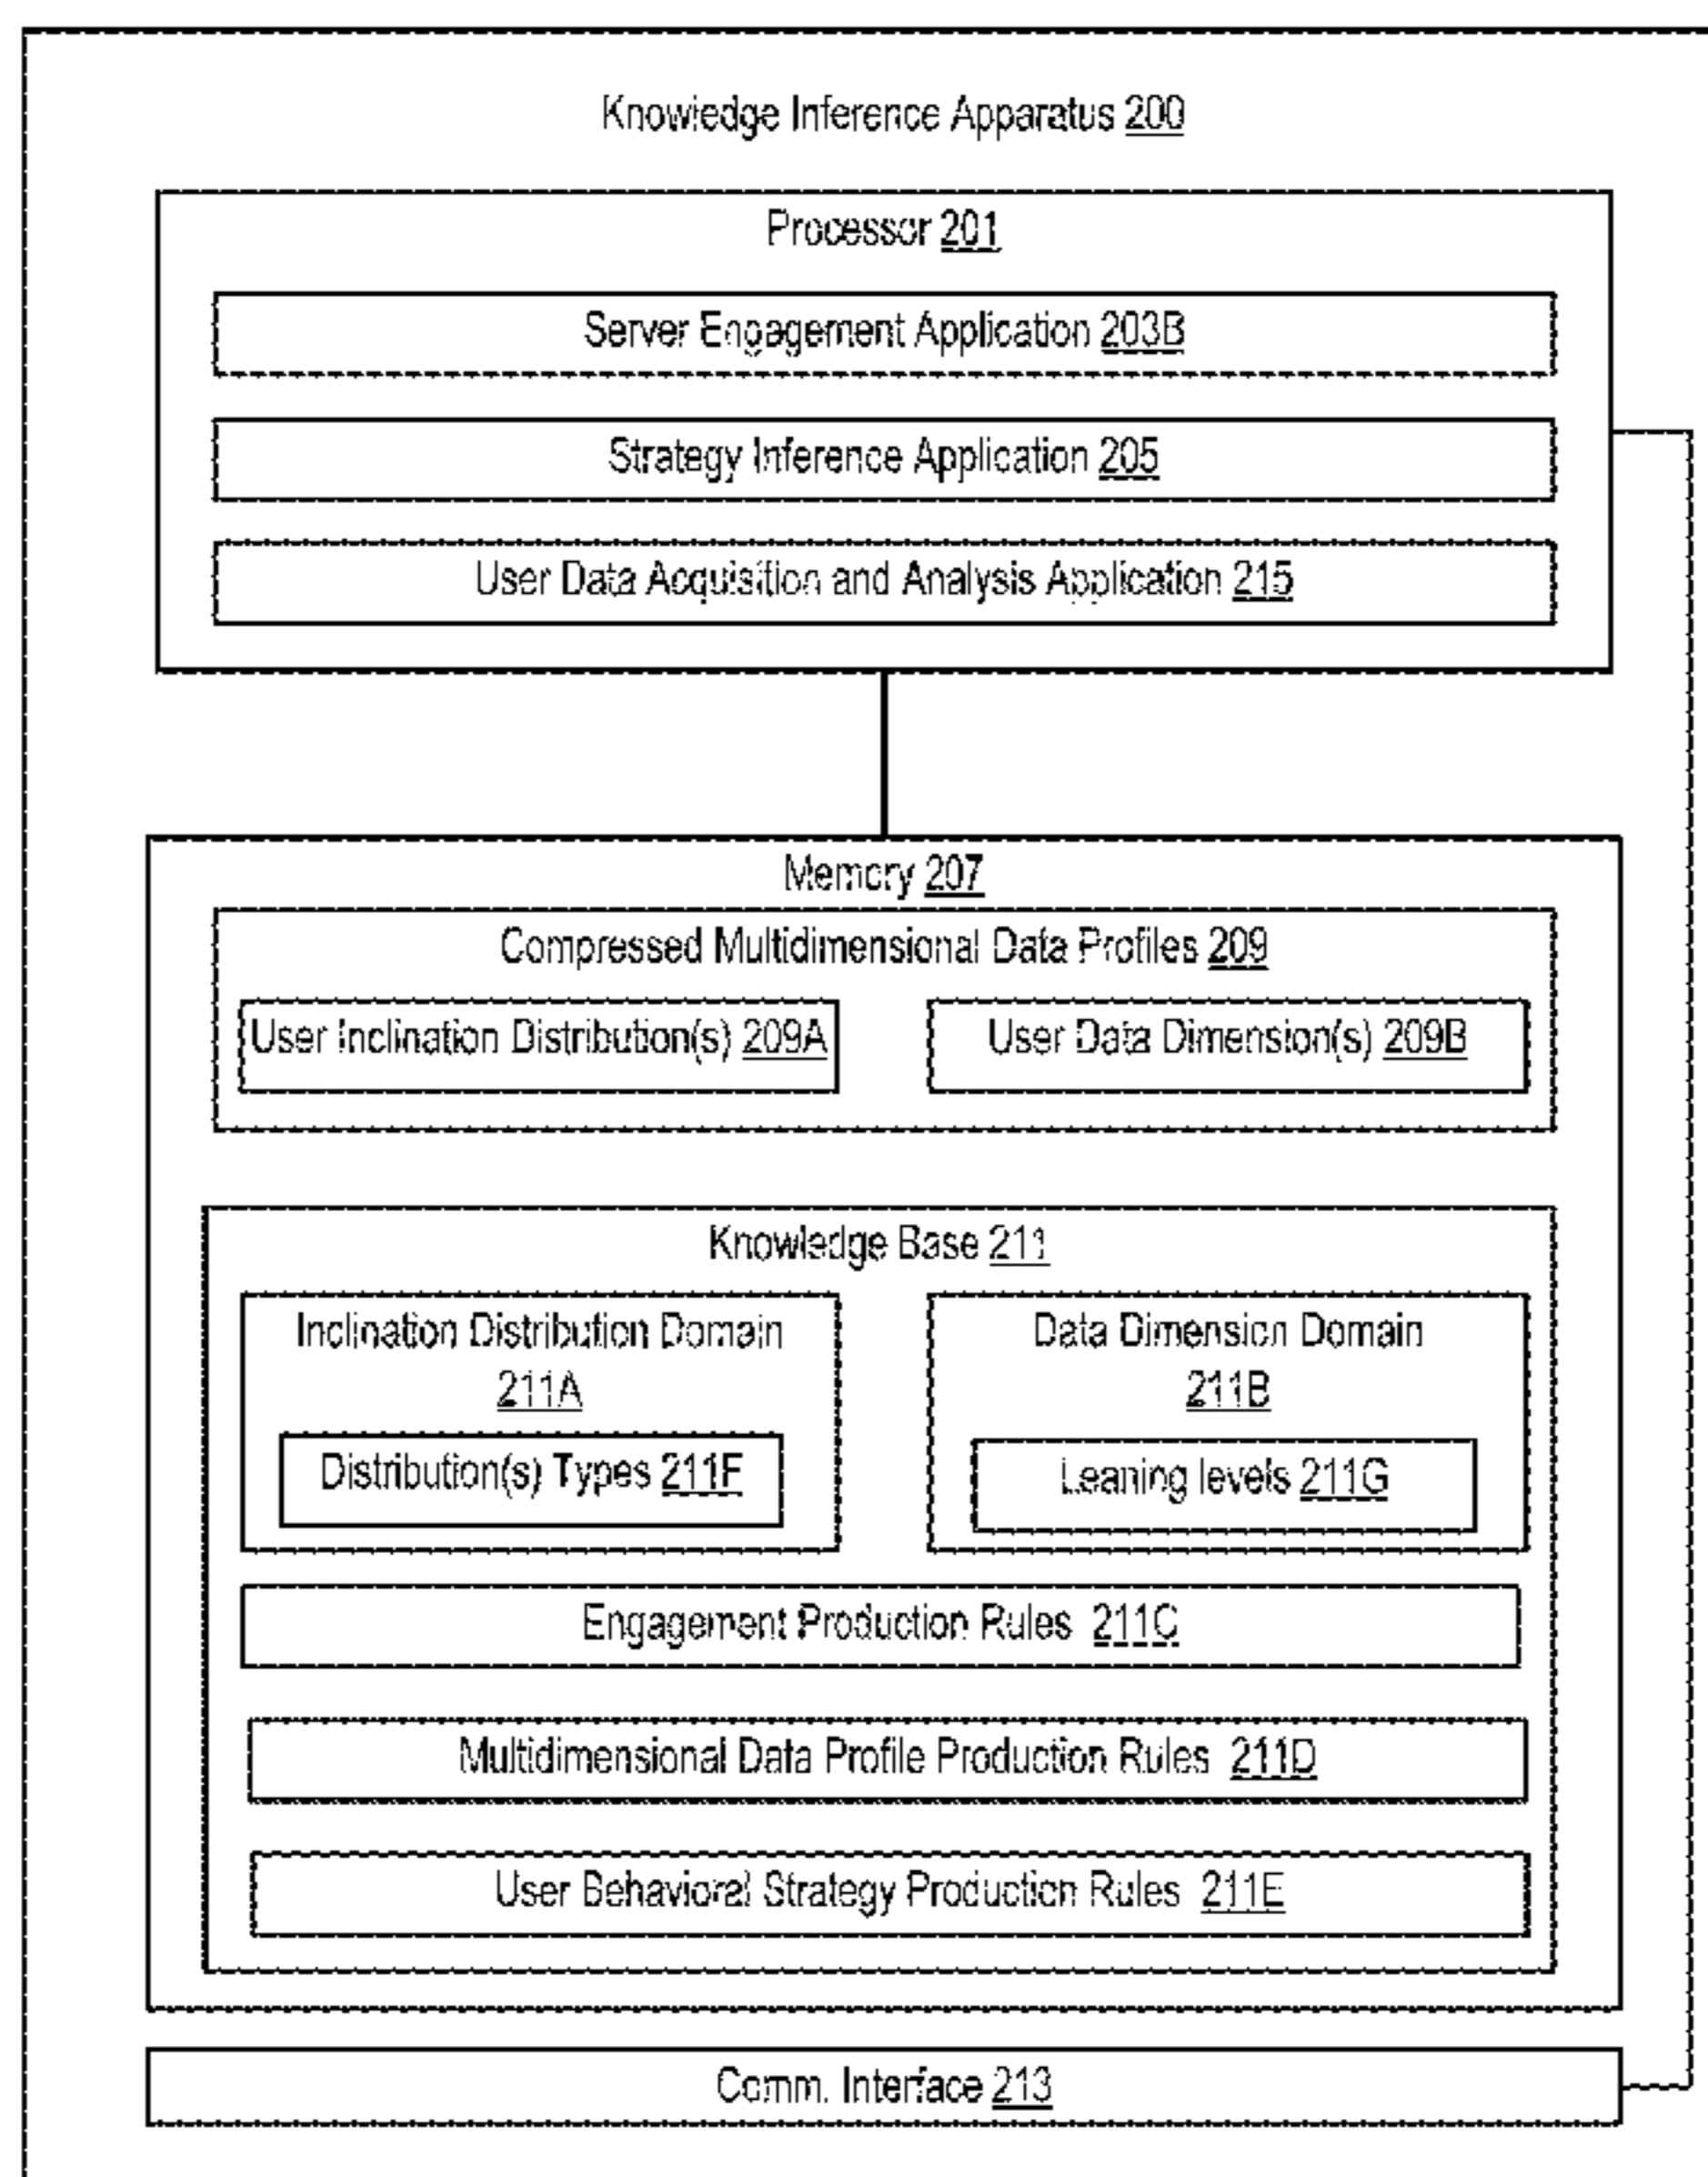 Knowledge Inference Apparatus 200
Processor 201
Server Engagement Application 203B
Strategy Inference Application 205
User Data Acquisition and Analysis Application 215
Memory 207
Compressed Multidimensional Data Profiles 209
User Inclination Distribution(s) 209A
User Data Dimension(s) 209B
Knowledge Base 211
Inclination Distribution Domain
211A
Distribution(s) Types 211F
Data Dimension Domain
211B
Leaning levels 211G
Engagement Production Rules 211C
Multidimensional Data Profile Production Rules 211D
User Behavioral Strategy Production Rules 211E
Comm. Interface 213